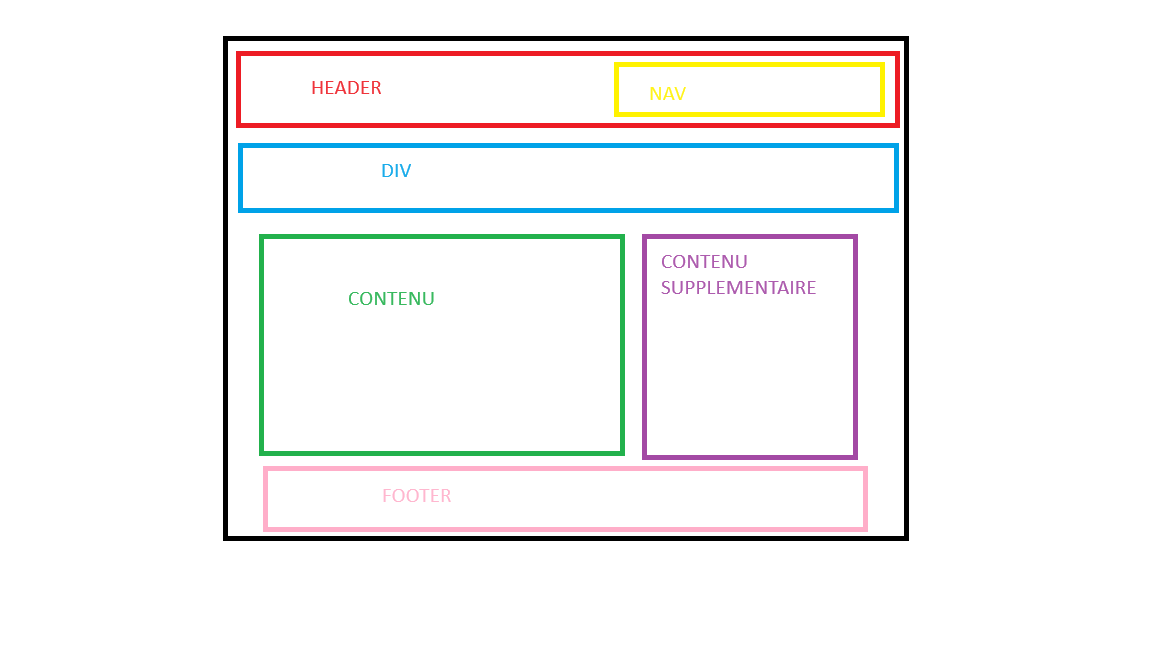 HEADER
NAV
DIV
CONTENU
CONTENU
SUPPLEMENTAIRE
FOOTER